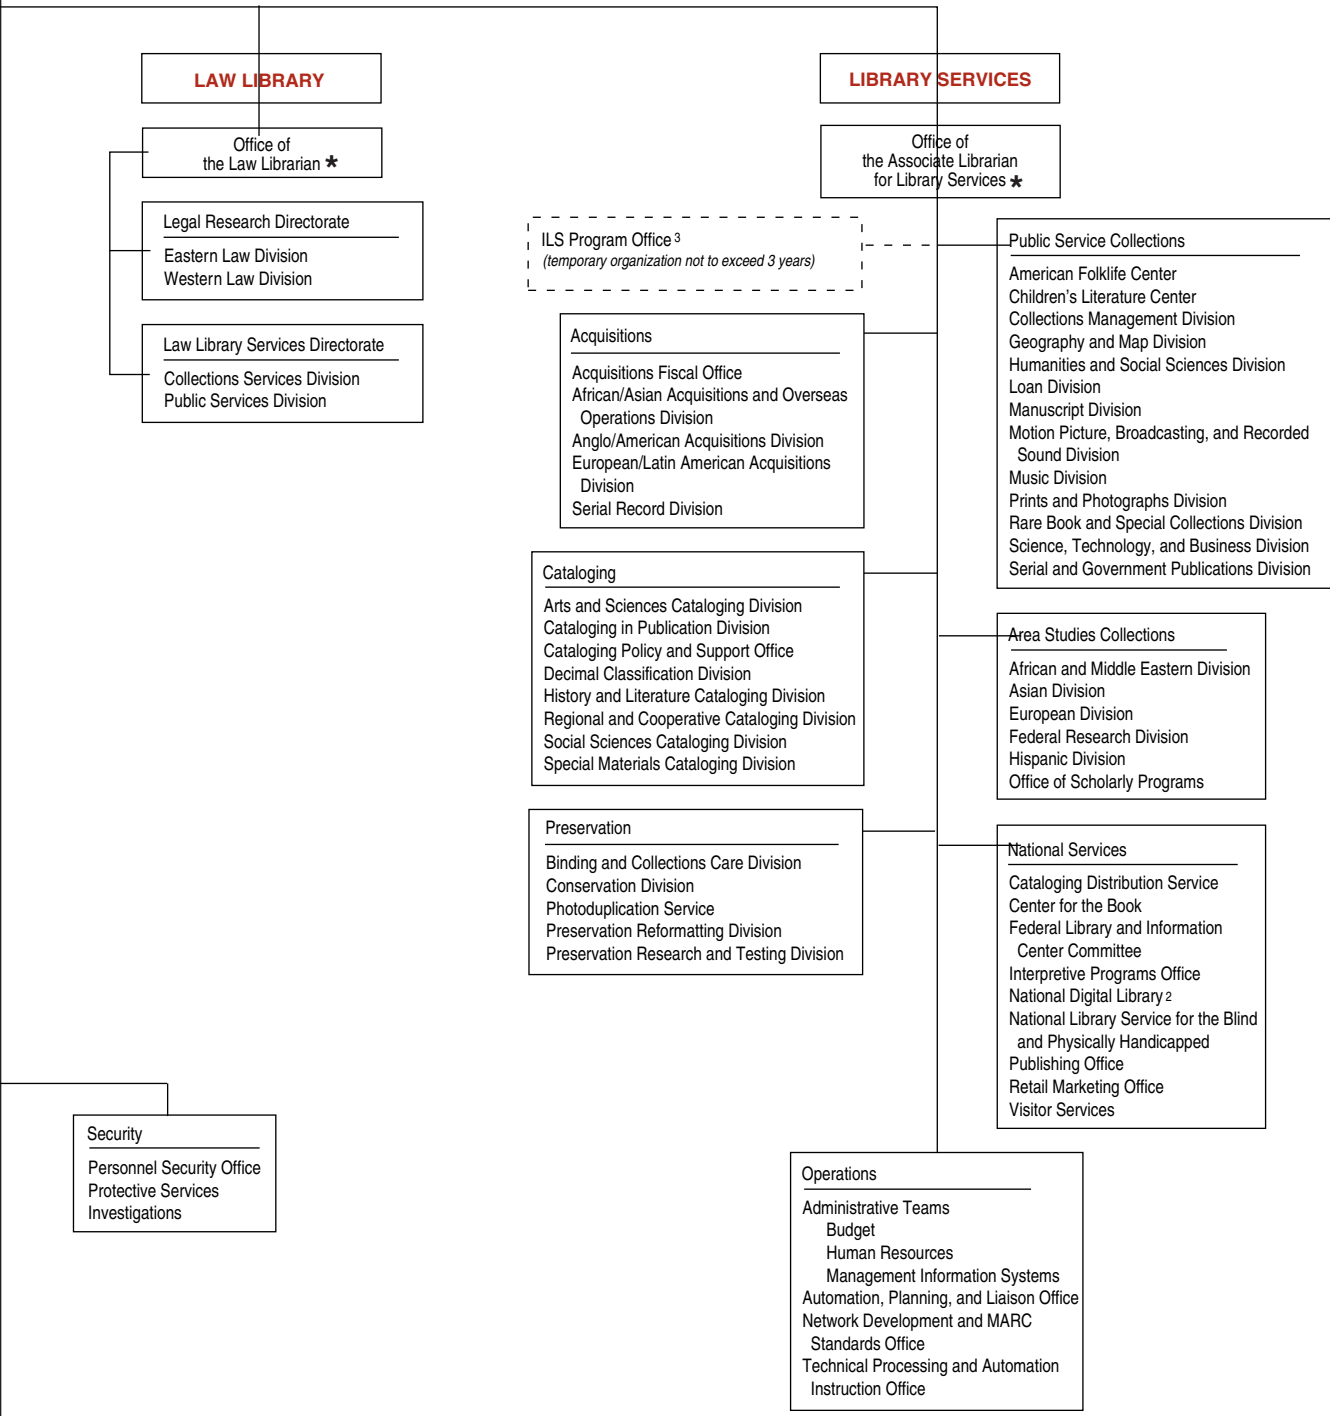 LAW LIBRARY
Office of
the Law Librarian *
Legal Research Directorate
Eastern Law Division
Western Law Division
Law Library Services Directorate
Collections Services Division
Public Services Division
LIBRARY SERVICES
Office of
the Associate Librarian
for Library Services *
ILS Program Office 3
(temporary organization not to exceed 3 years)
Acquisitions
Acquisitions Fiscal Office
African/Asian Acquisitions and Overseas
Operations Division
Anglo/American Acquisitions Division
European/Latin American Acquisitions
Division
Serial Record Division
Cataloging
Arts and Sciences Cataloging Division
Cataloging in Publication Division
Cataloging Policy and Support Office
Decimal Classification Division
History and Literature Cataloging Division
Regional and Cooperative Cataloging Division
Social Sciences Cataloging Division
Special Materials Cataloging Division
Preservation
Binding and Collections Care Division
Conservation Division
Photoduplication Service
Preservation Reformatting Division
Preservation Research and Testing Division
Public Service Collections
American Folklife Center
Children's Literature Center
Collections Management Division
Geography and Map Division
Humanities and Social Sciences Division
Loan Division
Manuscript Division
Motion Picture, Broadcasting, and Recorded
Sound Division
Music Division
Prints and Photographs Division
Rare Book and Special Collections Division
Science, Technology, and Business Division
Serial and Government Publications Division
Area Studies Collections
African and Middle Eastern Division
Asian Division
European Division
Federal Research Division
Hispanic Division
Office of Scholarly Programs
National Services
Cataloging Distribution Service
Center for the Book
Federal Library and Information
Center Committee
Interpretive Programs Office
National Digital Library 2
National Library Service for the Blind
and Physically Handicapped
Publishing Office
Retail Marketing Office
Visitor Services
Security
Personnel Security Office
Protective Services
Investigations
Operations
Administrative Teams
Budget
Human Resources
Management Information Systems
Automation, Planning, and Liaison Office
Network Development and MARC
Standards Office
Technical Processing and Automation
Instruction Office